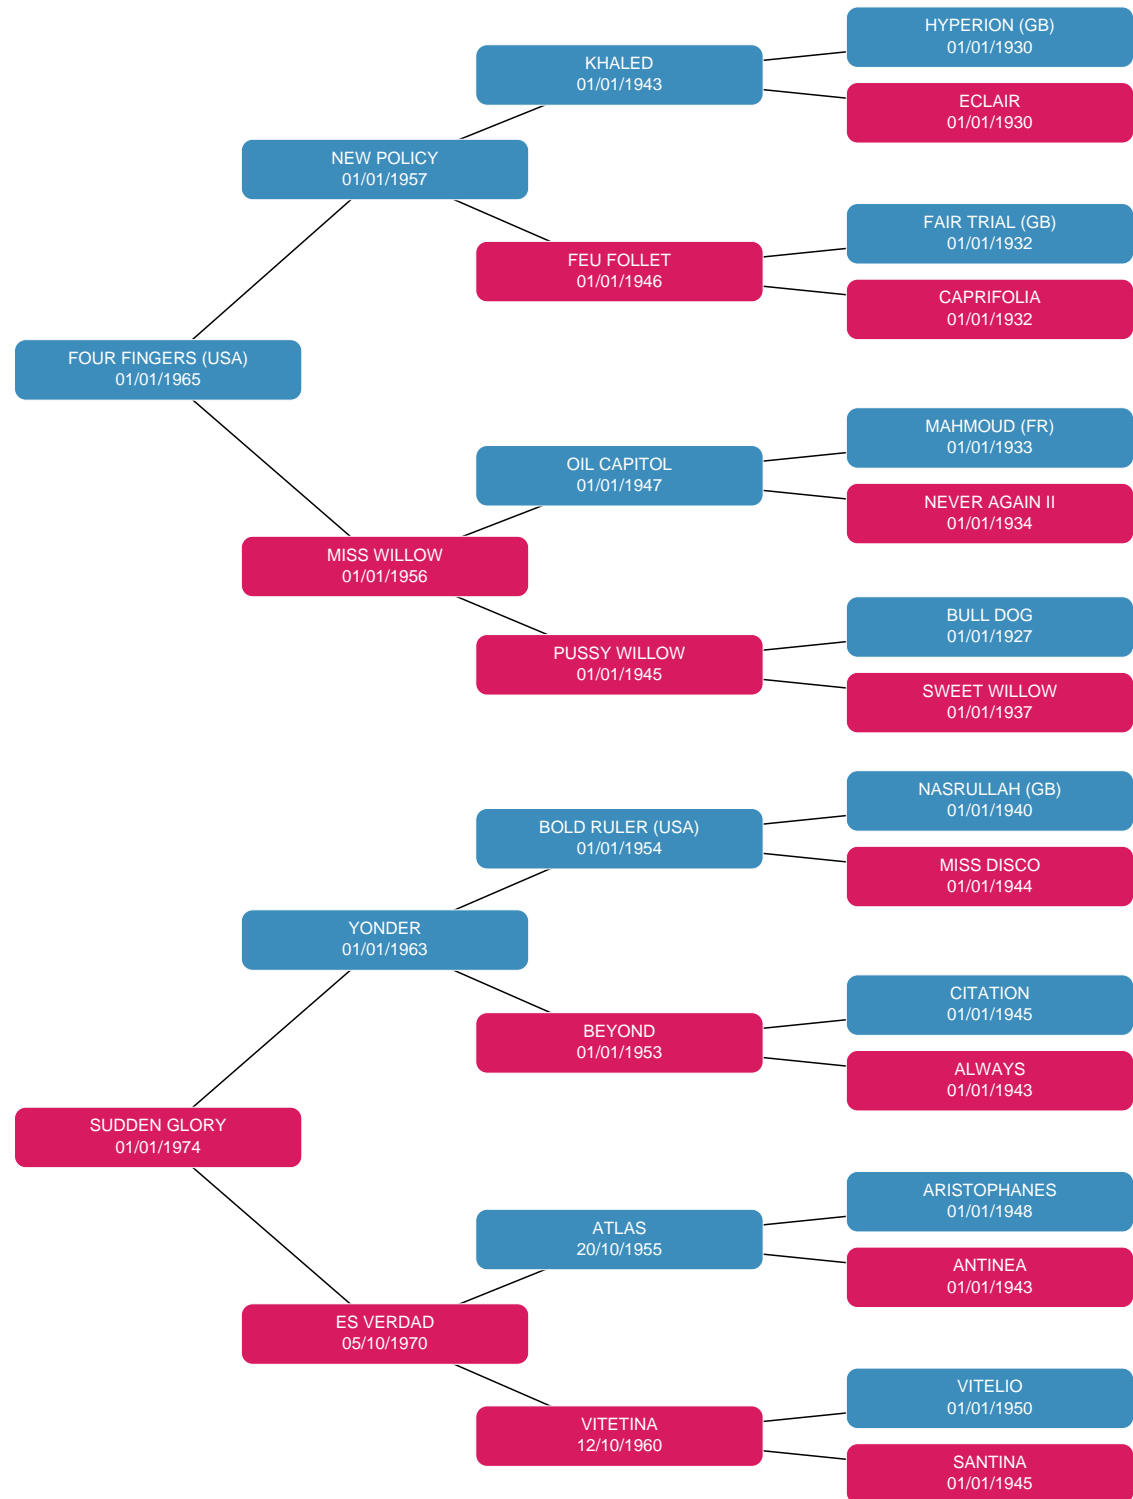 HYPERION (GB)
01/01/1930
KHALED
01/01/1943
ECLAIR
01/01/1930
NEW POLICY
01/01/1957
FAIR TRIAL (GB)
01/01/1932
FEU FOLLET
01/01/1946
CAPRIFOLIA
01/01/1932
FOUR FINGERS (USA)
01/01/1965
MAHMOUD (FR)
01/01/1933
OIL CAPITOL
01/01/1947
NEVER AGAIN II
01/01/1934
MISS WILLOW
01/01/1956
BULL DOG
01/01/1927
PUSSY WILLOW
01/01/1945
SWEET WILLOW
01/01/1937
NASRULLAH (GB)
01/01/1940
BOLD RULER (USA)
01/01/1954
MISS DISCO
01/01/1944
YONDER
01/01/1963
CITATION
01/01/1945
BEYOND
01/01/1953
ALWAYS
01/01/1943
SUDDEN GLORY
01/01/1974
ARISTOPHANES
01/01/1948
ATLAS
20/10/1955
ANTINEA
01/01/1943
ES VERDAD
05/10/1970
VITELIO
01/01/1950
VITETINA
12/10/1960
SANTINA
01/01/1945